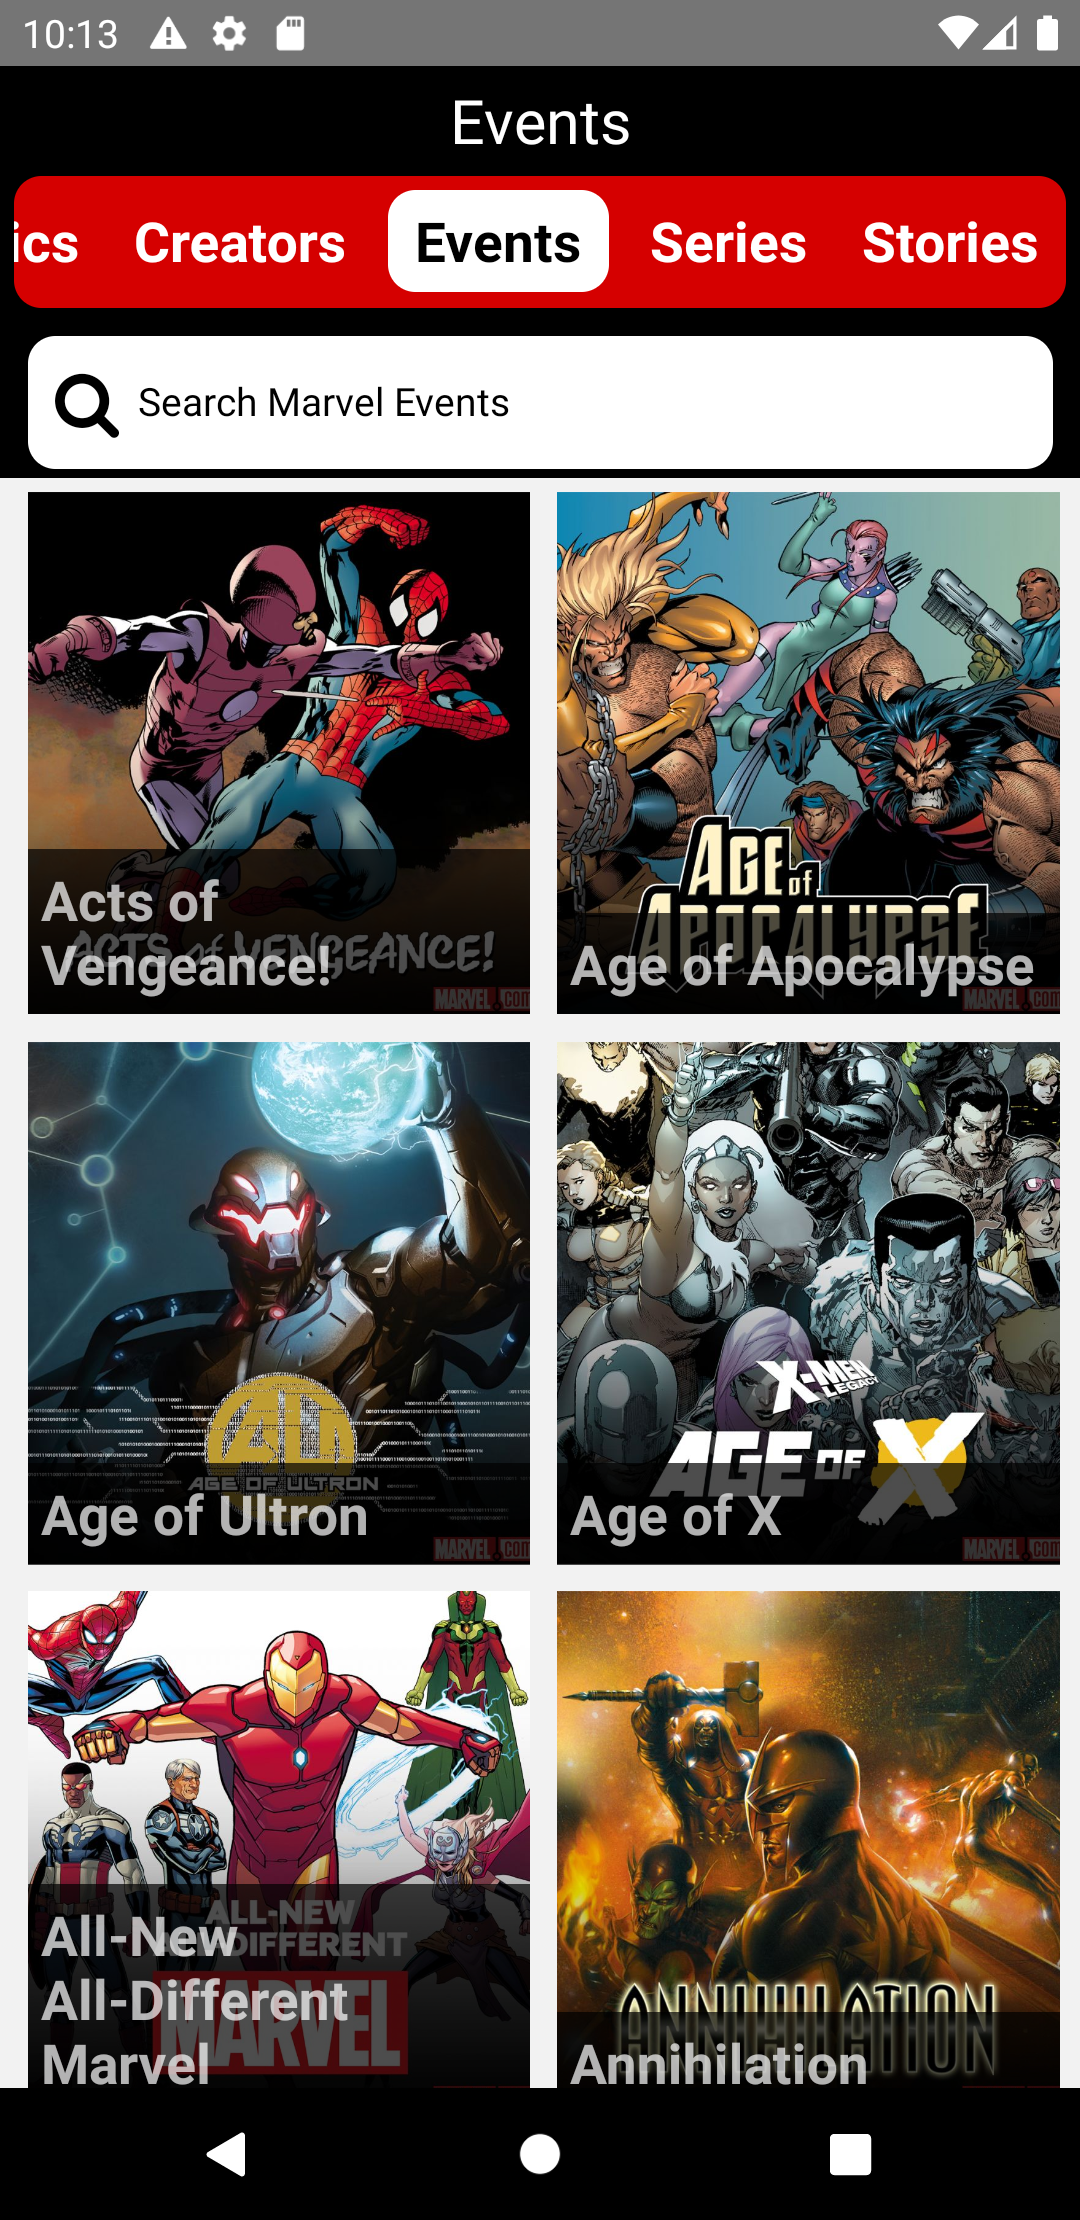 10:13
Events
ics
Creators
Events
Series
Stories
Search Marvel Events
ACTS of VENGEANCE!
Acts of
Vengeance!
MARVEL.com
AGE of
APOCALYPSE
Age of Apocalypse
MARVEL.com
AU
AGE OF ULTRON
Age of Ultron
MARVEL.com
X-MEN
LEGACY
AGE OF X
Age of X
MARVEL.com
ALL-NEW
DIFFERENT
MARVEL
All-New
All-Different
Marvel
ANNIHILATION
Annihilation